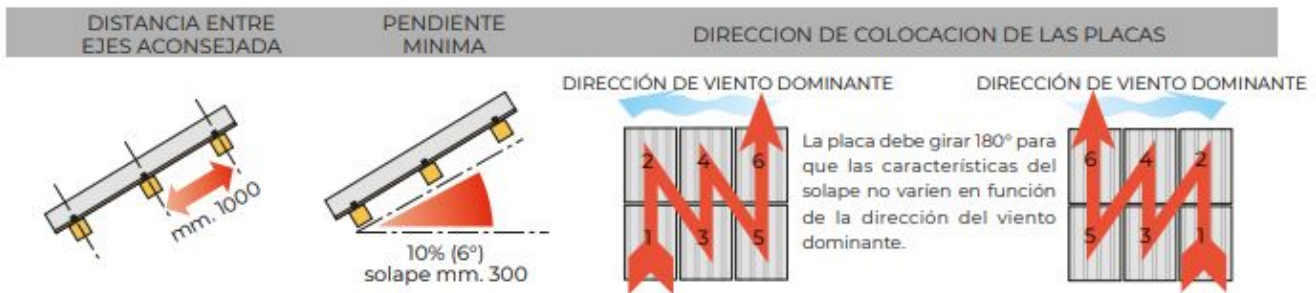 DISTANCIA ENTRE
EJES ACONSEJADA
PENDIENTE
MINIMA
DIRECCION DE COLOCACION DE LAS PLACAS
mm. 1000
10% (6°)
solape mm. 300
DIRECCIÓN DE VIENTO DOMINANTE
2 4 6
1 3 5
La placa debe girar 180° para
que las características del
solape no varíen en función
de la dirección del viento
dominante.
DIRECCIÓN DE VIENTO DOMINANTE
6 4 2
5 3 1